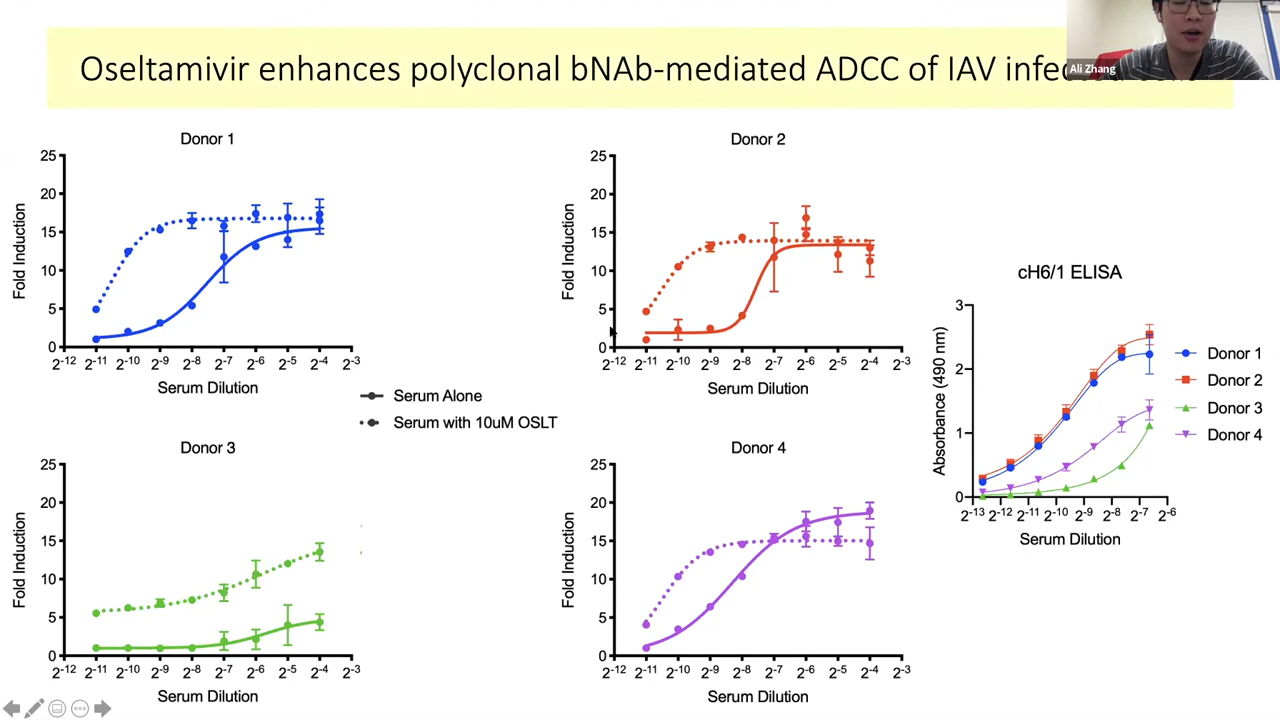 Oseltamivir enhances polyclonal bNAb-mediated ADCC of IAV
Ali Zhang
Donor 1
25
20
15
10
5
0
Fold Induction
2-12 2-11 2-10 2-9 2-8 2-7 2-6 2-5 2-4 2-3
Serum Dilution
Donor 2
25
20
15
10
5
0
Fold Induction
2-12 2-11 2-10 2-9 2-8 2-7 2-6 2-5 2-4 2-3
Serum Dilution
Serum Alone
Serum with 10uM OSLT
Donor 3
25
20
15
10
5
0
Fold Induction
2-12 2-11 2-10 2-9 2-8 2-7 2-6 2-5 2-4 2-3
Serum Dilution
Donor 4
25
20
15
10
5
0
Fold Induction
2-12 2-11 2-10 2-9 2-8 2-7 2-6 2-5 2-4 2-3
Serum Dilution
cH6/1 ELISA
3
2
1
0
Absorbance (490 nm)
2-13 2-12 2-11 2-10 2-9 2-8 2-7 2-6
Serum Dilution
Donor 1
Donor 2
Donor 3
Donor 4